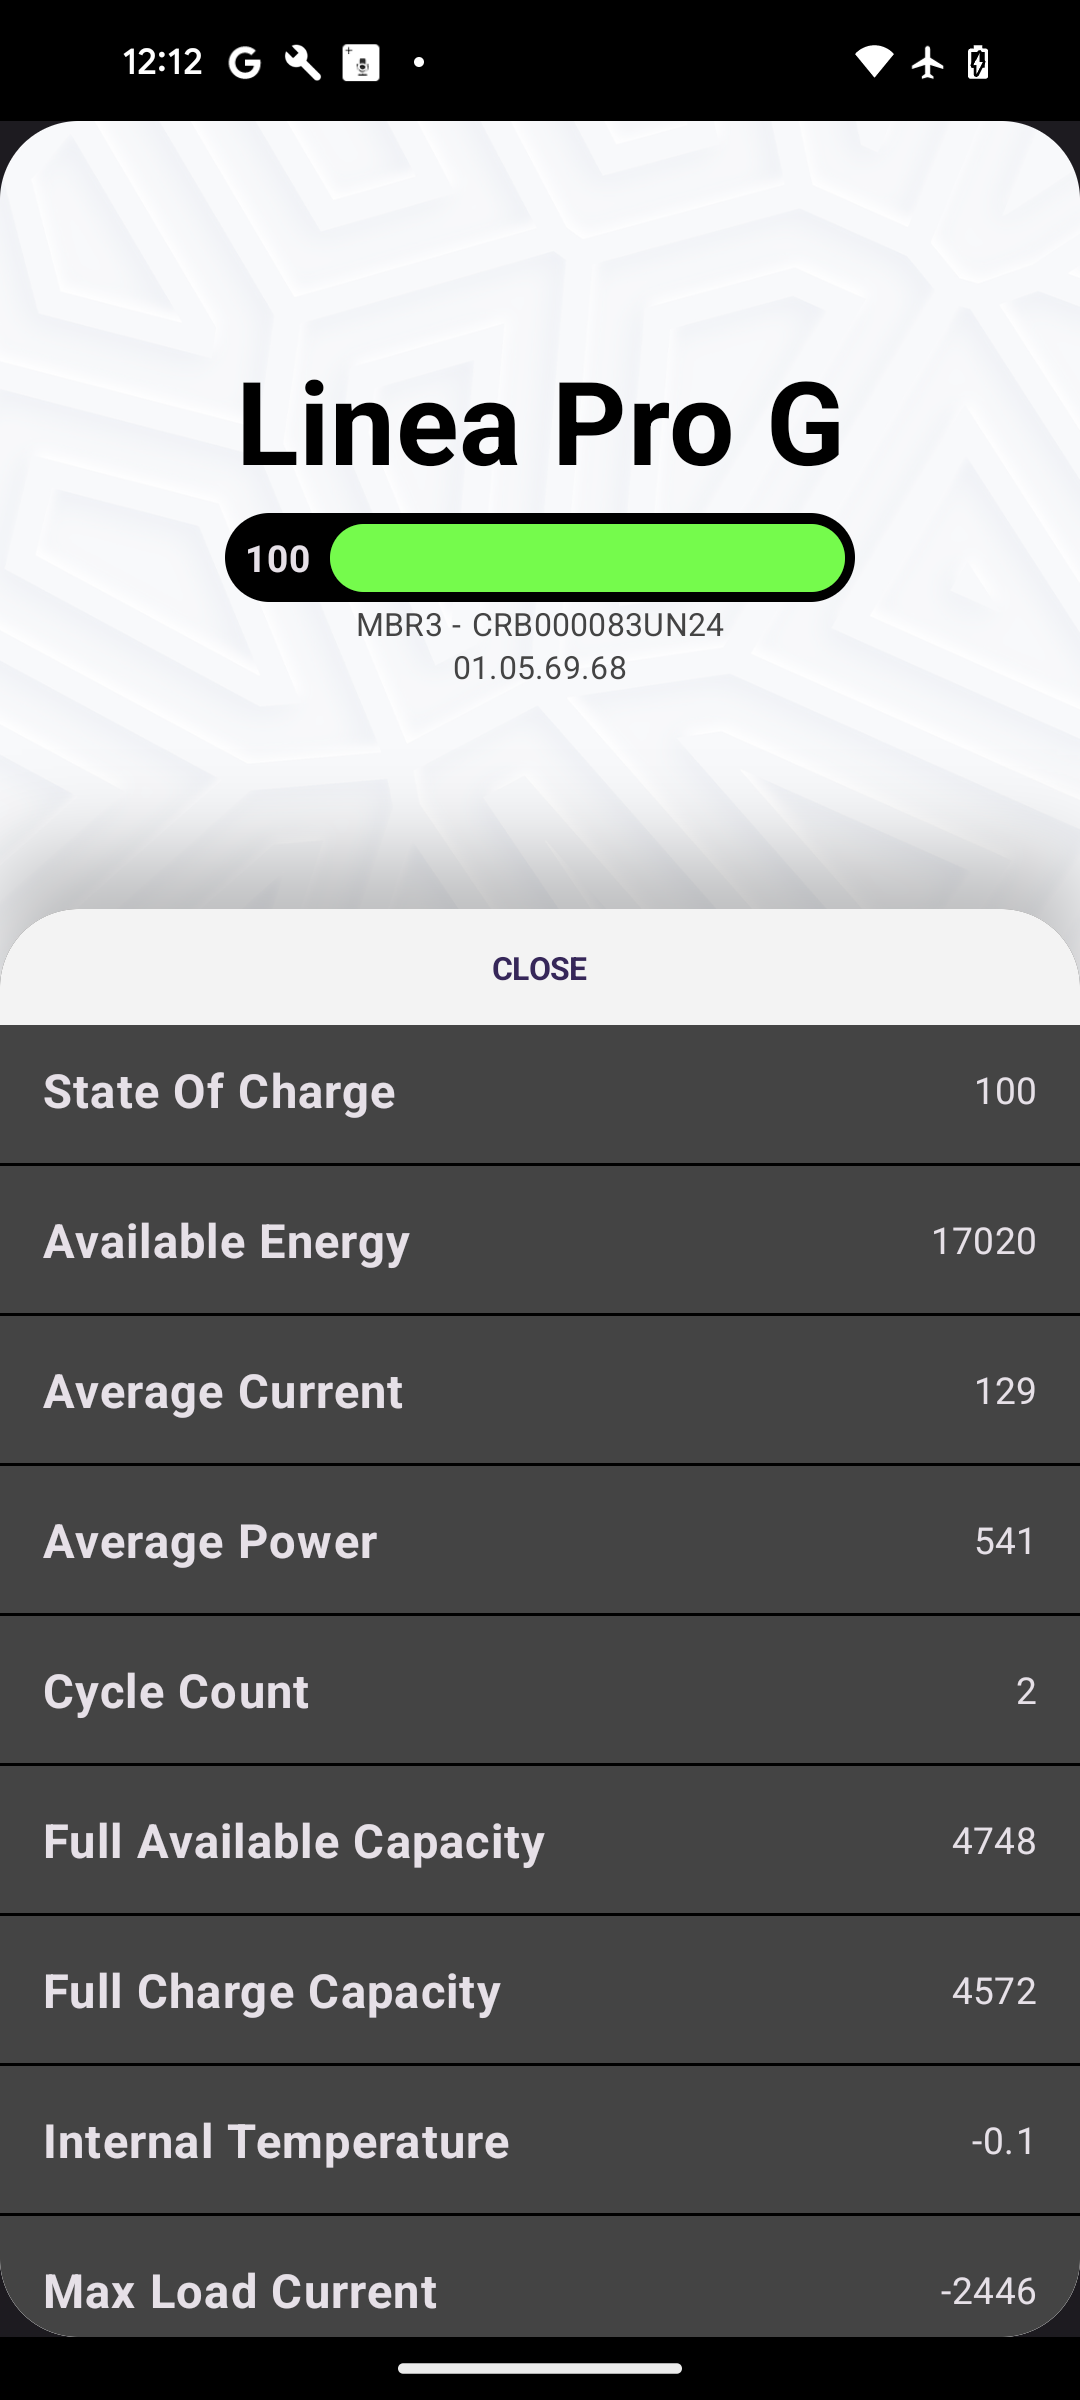 12:12
Linea Pro G
100
MBR3 - CRB000083UN24
01.05.69.68
CLOSE
State Of Charge 100
Available Energy 17020
Average Current 129
Average Power 541
Cycle Count 2
Full Available Capacity 4748
Full Charge Capacity 4572
Internal Temperature -0.1
Max Load Current -2446